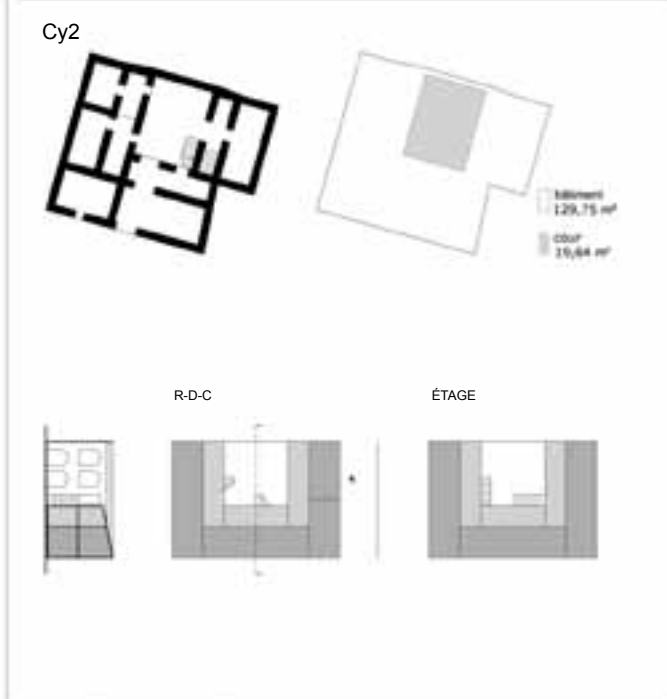 Cy2
bâtiment
129,75 m²
cour
19,64 m²
R-D-C
ÉTAGE